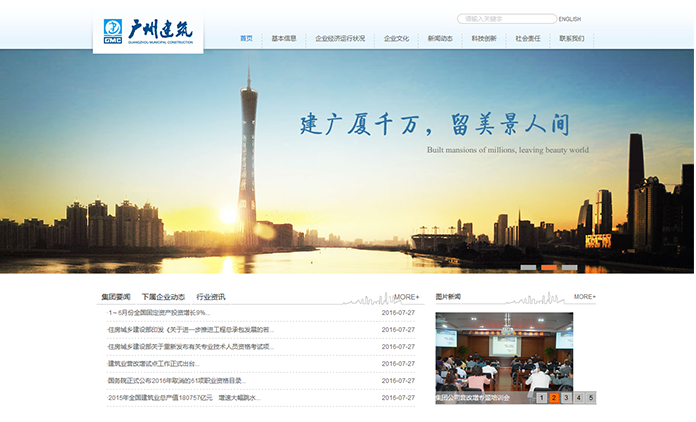 请输入关键字
ENGLISH
GMC
广州建筑
GUANGZHOU MUNICIPAL CONSTRUCTION
首页 基本信息 企业经济运行状况 企业文化 新闻动态 科技创新 社会责任 联系我们
建广厦千万，留美景人间
Built mansions of millions, leaving beauty world
集团要闻 下属企业动态 行业资讯 MORE+
·1－6月份全国固定资产投资增长9%... 2016-07-27
·住房城乡建设部印发《关于进一步推进工程总承包发展的若... 2016-07-27
·住房城乡建设部关于重新发布有关专业技术人员资格考试项... 2016-07-27
·建筑业营改增试点工作正式出台... 2016-07-27
·国务院正式公布2016年取消的61项职业资格目录... 2016-07-27
·2015年全国建筑业总产值180757亿元 增速大幅跳水... 2016-07-27
图片新闻 MORE+
集团公司营改增专题培训会
1 2 3 4 5